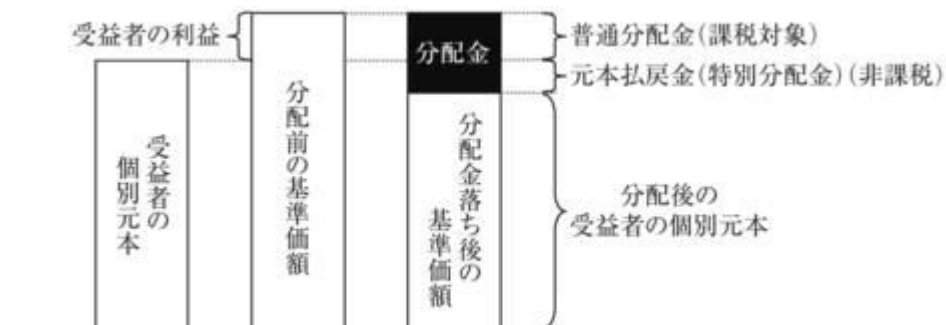 受益者の利益
普通分配金(課税対象)
分配金
元本払戻金(特別分配金)(非課税)
受益者の
個別元本
分配前の基準価額
分配金落ち後の
基準価額
分配後の
受益者の個別元本